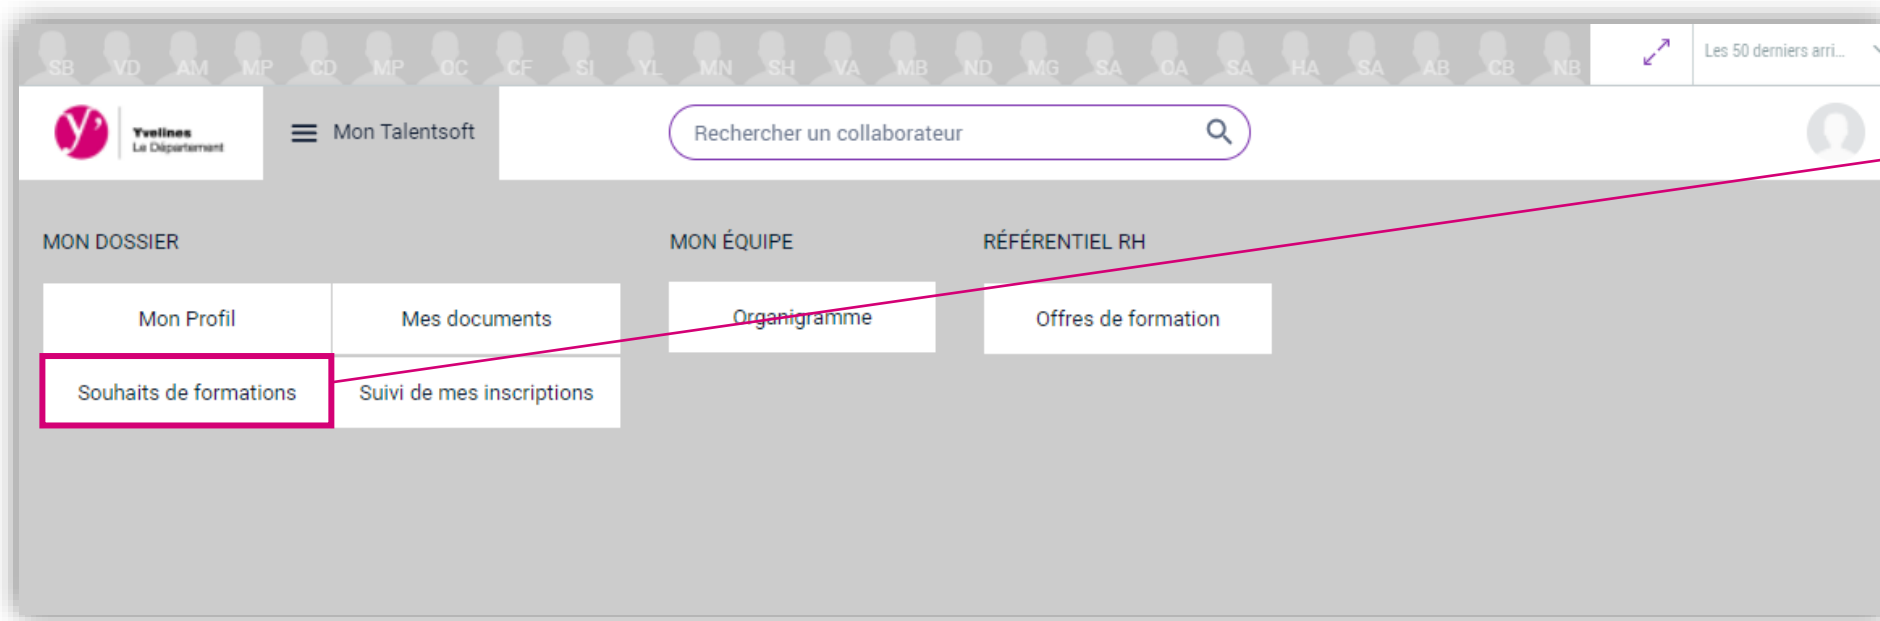 SB VD AM MP CD MP OC CF SI YL MN SH VA MB ND MG SA OA SA HA SA AB CB NB
Les 50 derniers arri...
Yvelines
Le Département
Mon Talentsoft
Rechercher un collaborateur
MON DOSSIER
MON ÉQUIPE
RÉFÉRENTIEL RH
Mon Profil
Mes documents
Organigramme
Offres de formation
Souhaits de formations
Suivi de mes inscriptions